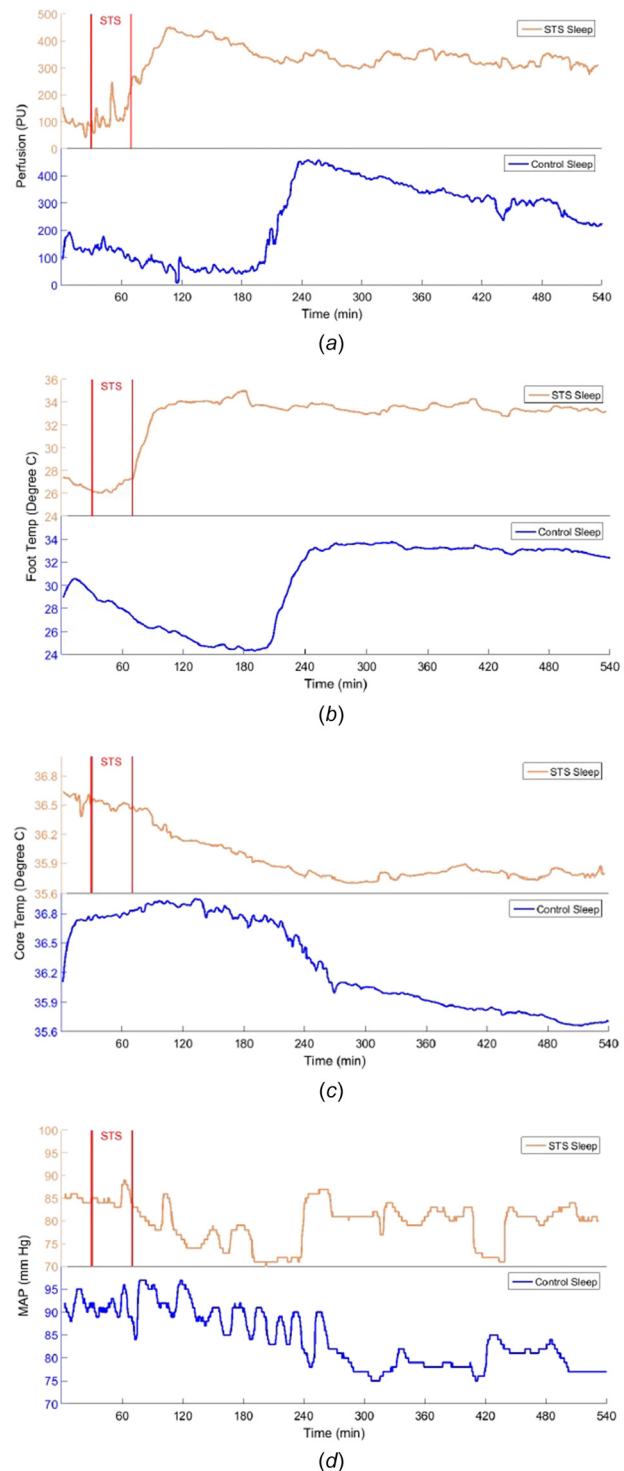 500
400
300
200
100
0
STS
STS Sleep
Perfusion (PU)
400
300
200
100
0
Control Sleep
60 120 180 240 300 360 420 480 540
Time (min)
(a)
36
34
32
30
28
26
24
STS
STS Sleep
Foot Temp (Degree C)
34
32
30
28
26
24
Control Sleep
60 120 180 240 300 360 420 480 540
Time (min)
(b)
36.8
36.5
36.2
35.9
35.6
STS
STS Sleep
Core Temp (Degree C)
36.8
36.5
36.2
35.9
35.6
Control Sleep
60 120 180 240 300 360 420 480 540
Time (min)
(c)
100
95
90
85
80
75
70
STS
STS Sleep
MAP (mm Hg)
95
90
85
80
75
70
Control Sleep
60 120 180 240 300 360 420 480 540
Time (min)
(d)